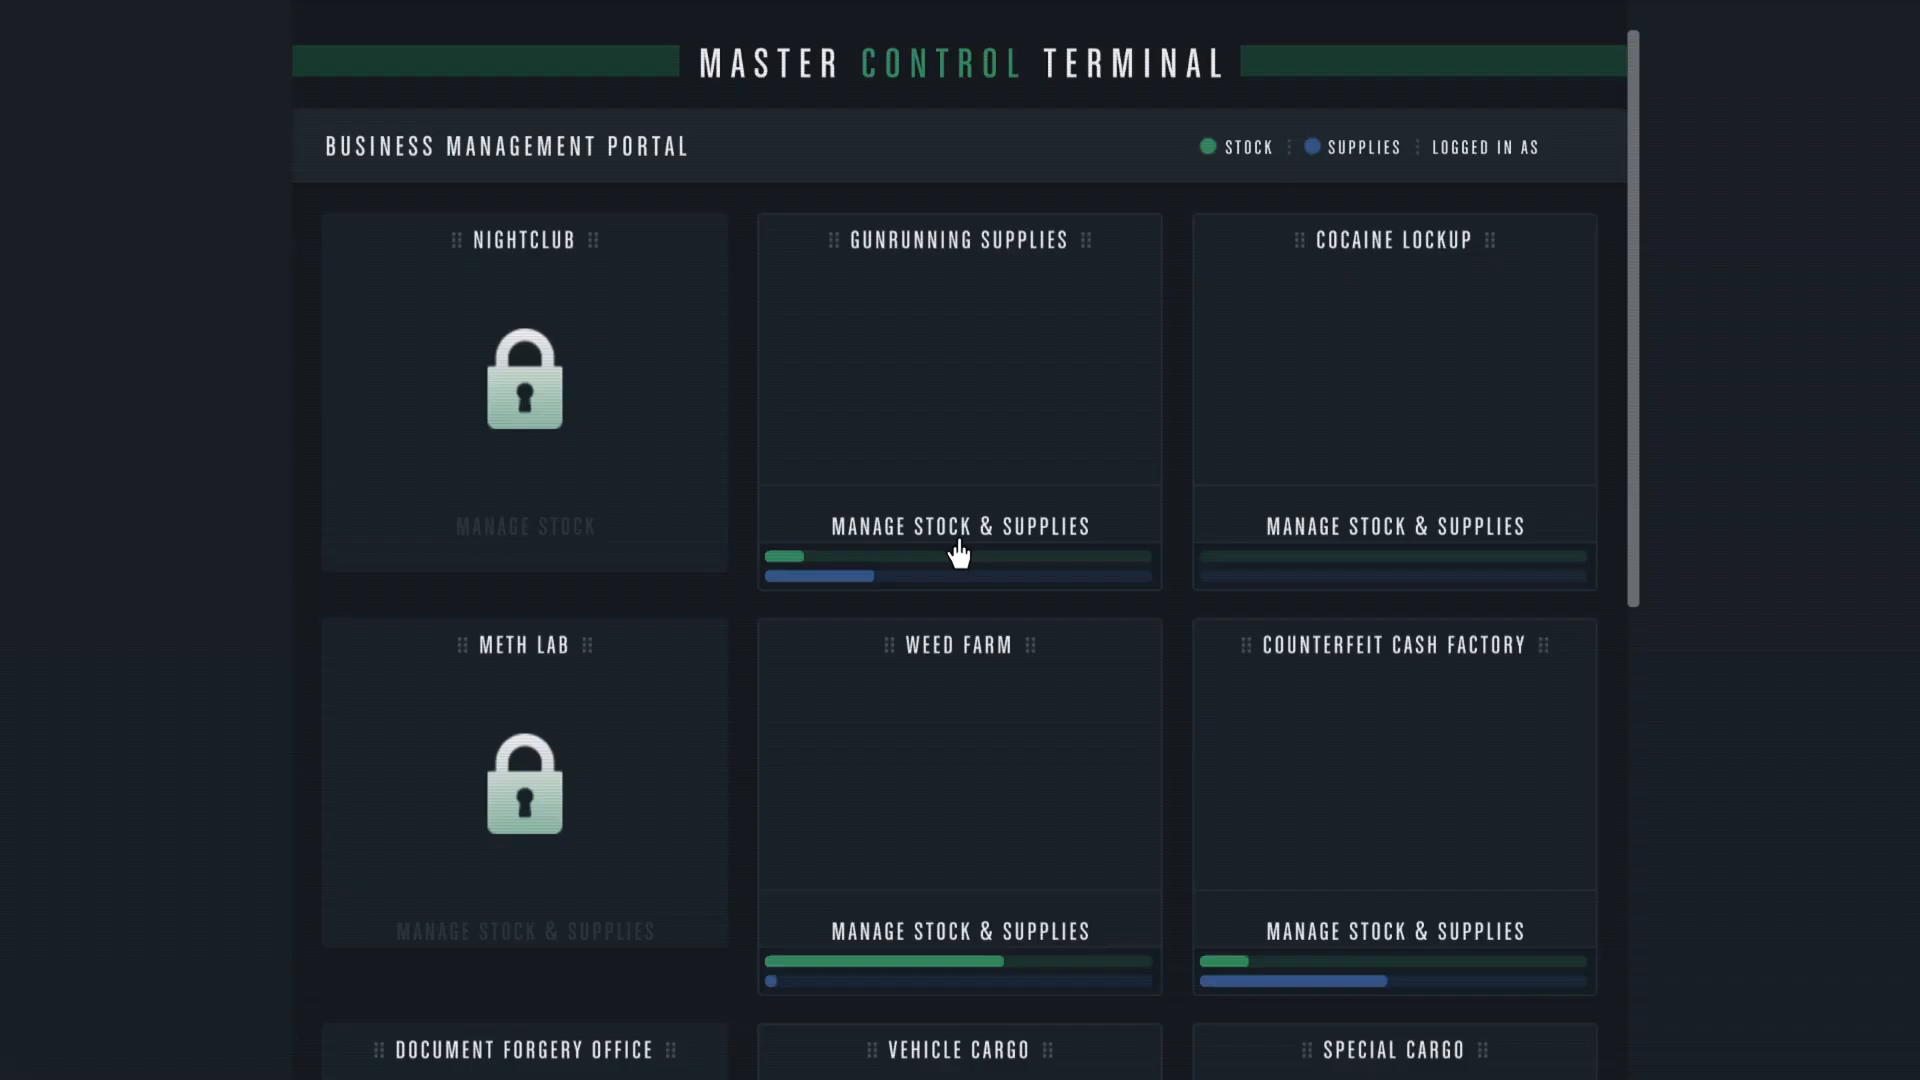 MASTER CONTROL TERMINAL
BUSINESS MANAGEMENT PORTAL
STOCK
SUPPLIES
LOGGED IN AS
NIGHTCLUB
GUNRUNNING SUPPLIES
COCAINE LOCKUP
MANAGE STOCK
MANAGE STOCK & SUPPLIES
MANAGE STOCK & SUPPLIES
METH LAB
WEED FARM
COUNTERFEIT CASH FACTORY
MANAGE STOCK & SUPPLIES
MANAGE STOCK & SUPPLIES
MANAGE STOCK & SUPPLIES
DOCUMENT FORGERY OFFICE
VEHICLE CARGO
SPECIAL CARGO